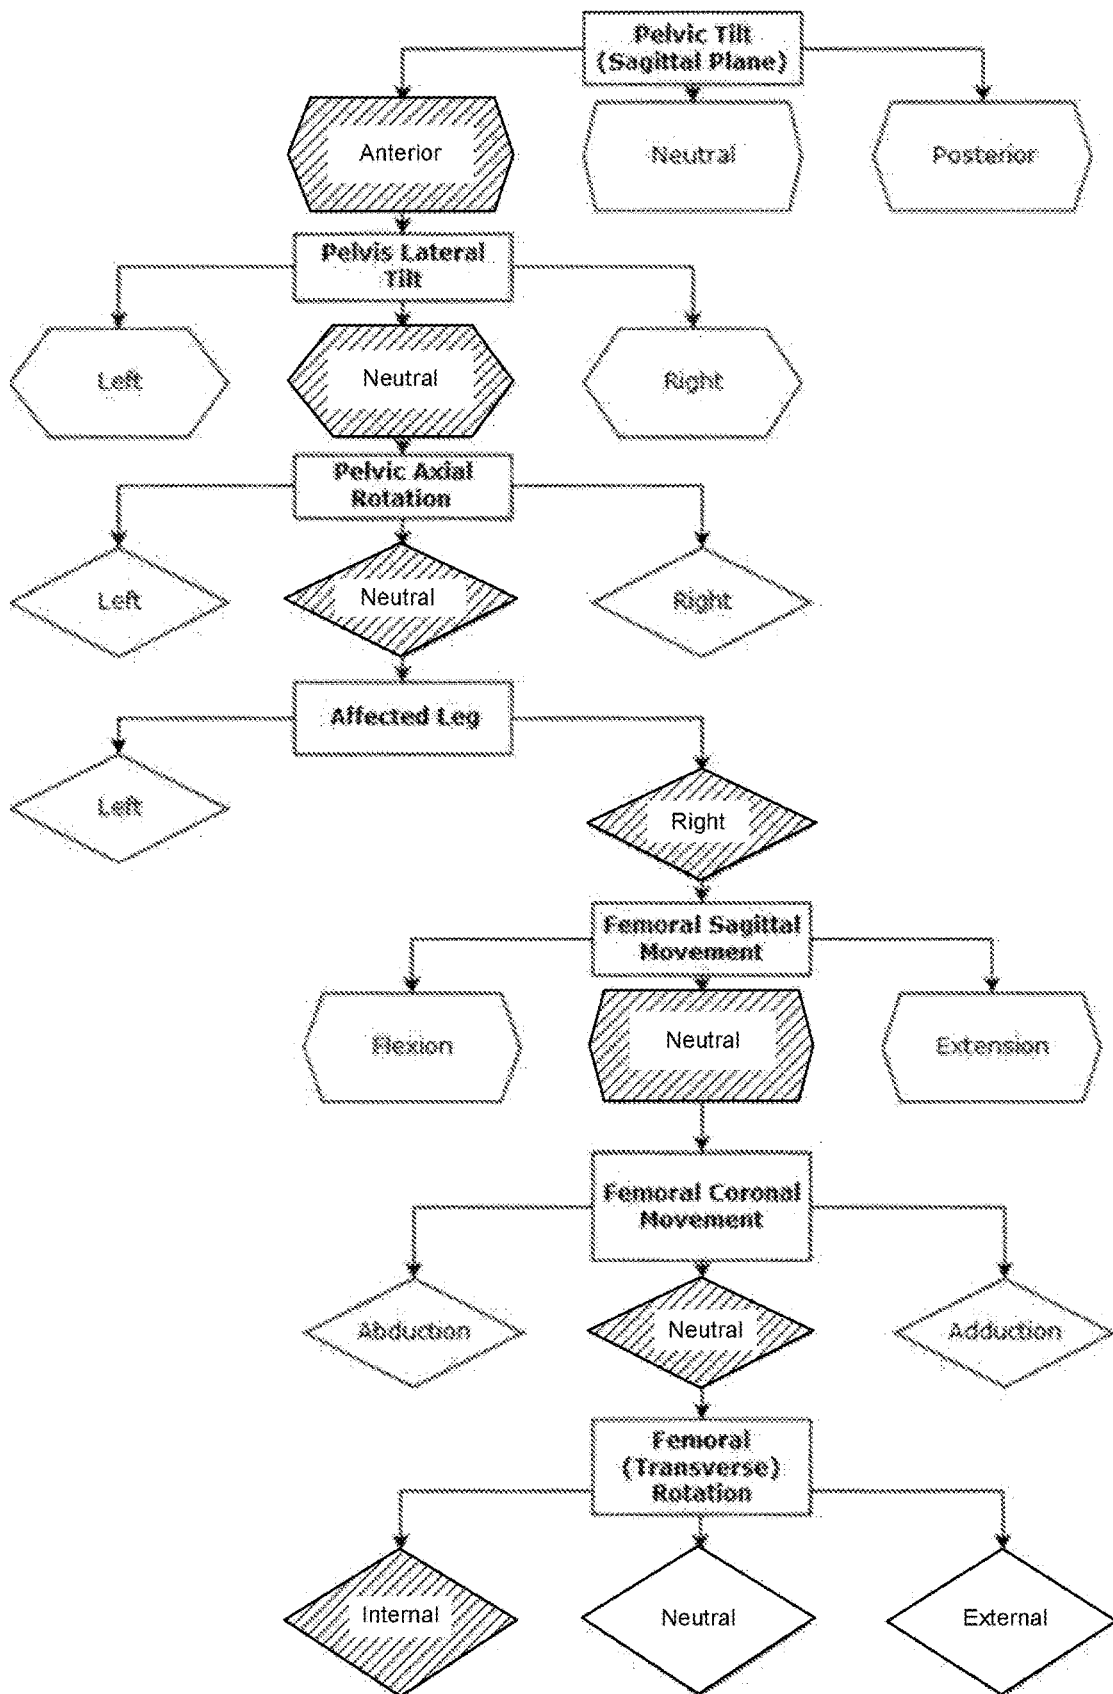 Pelvic Tilt
(Sagittal Plane)
Anterior
Neutral
Posterior
Pelvis Lateral
Tilt
Left
Neutral
Right
Pelvic Axial
Rotation
Left
Neutral
Right
Affected Leg
Left
Right
Femoral Sagittal
Movement
Flexion
Neutral
Extension
Femoral Coronal
Movement
Abduction
Neutral
Adduction
Femoral
(Transverse)
Rotation
Internal
Neutral
External